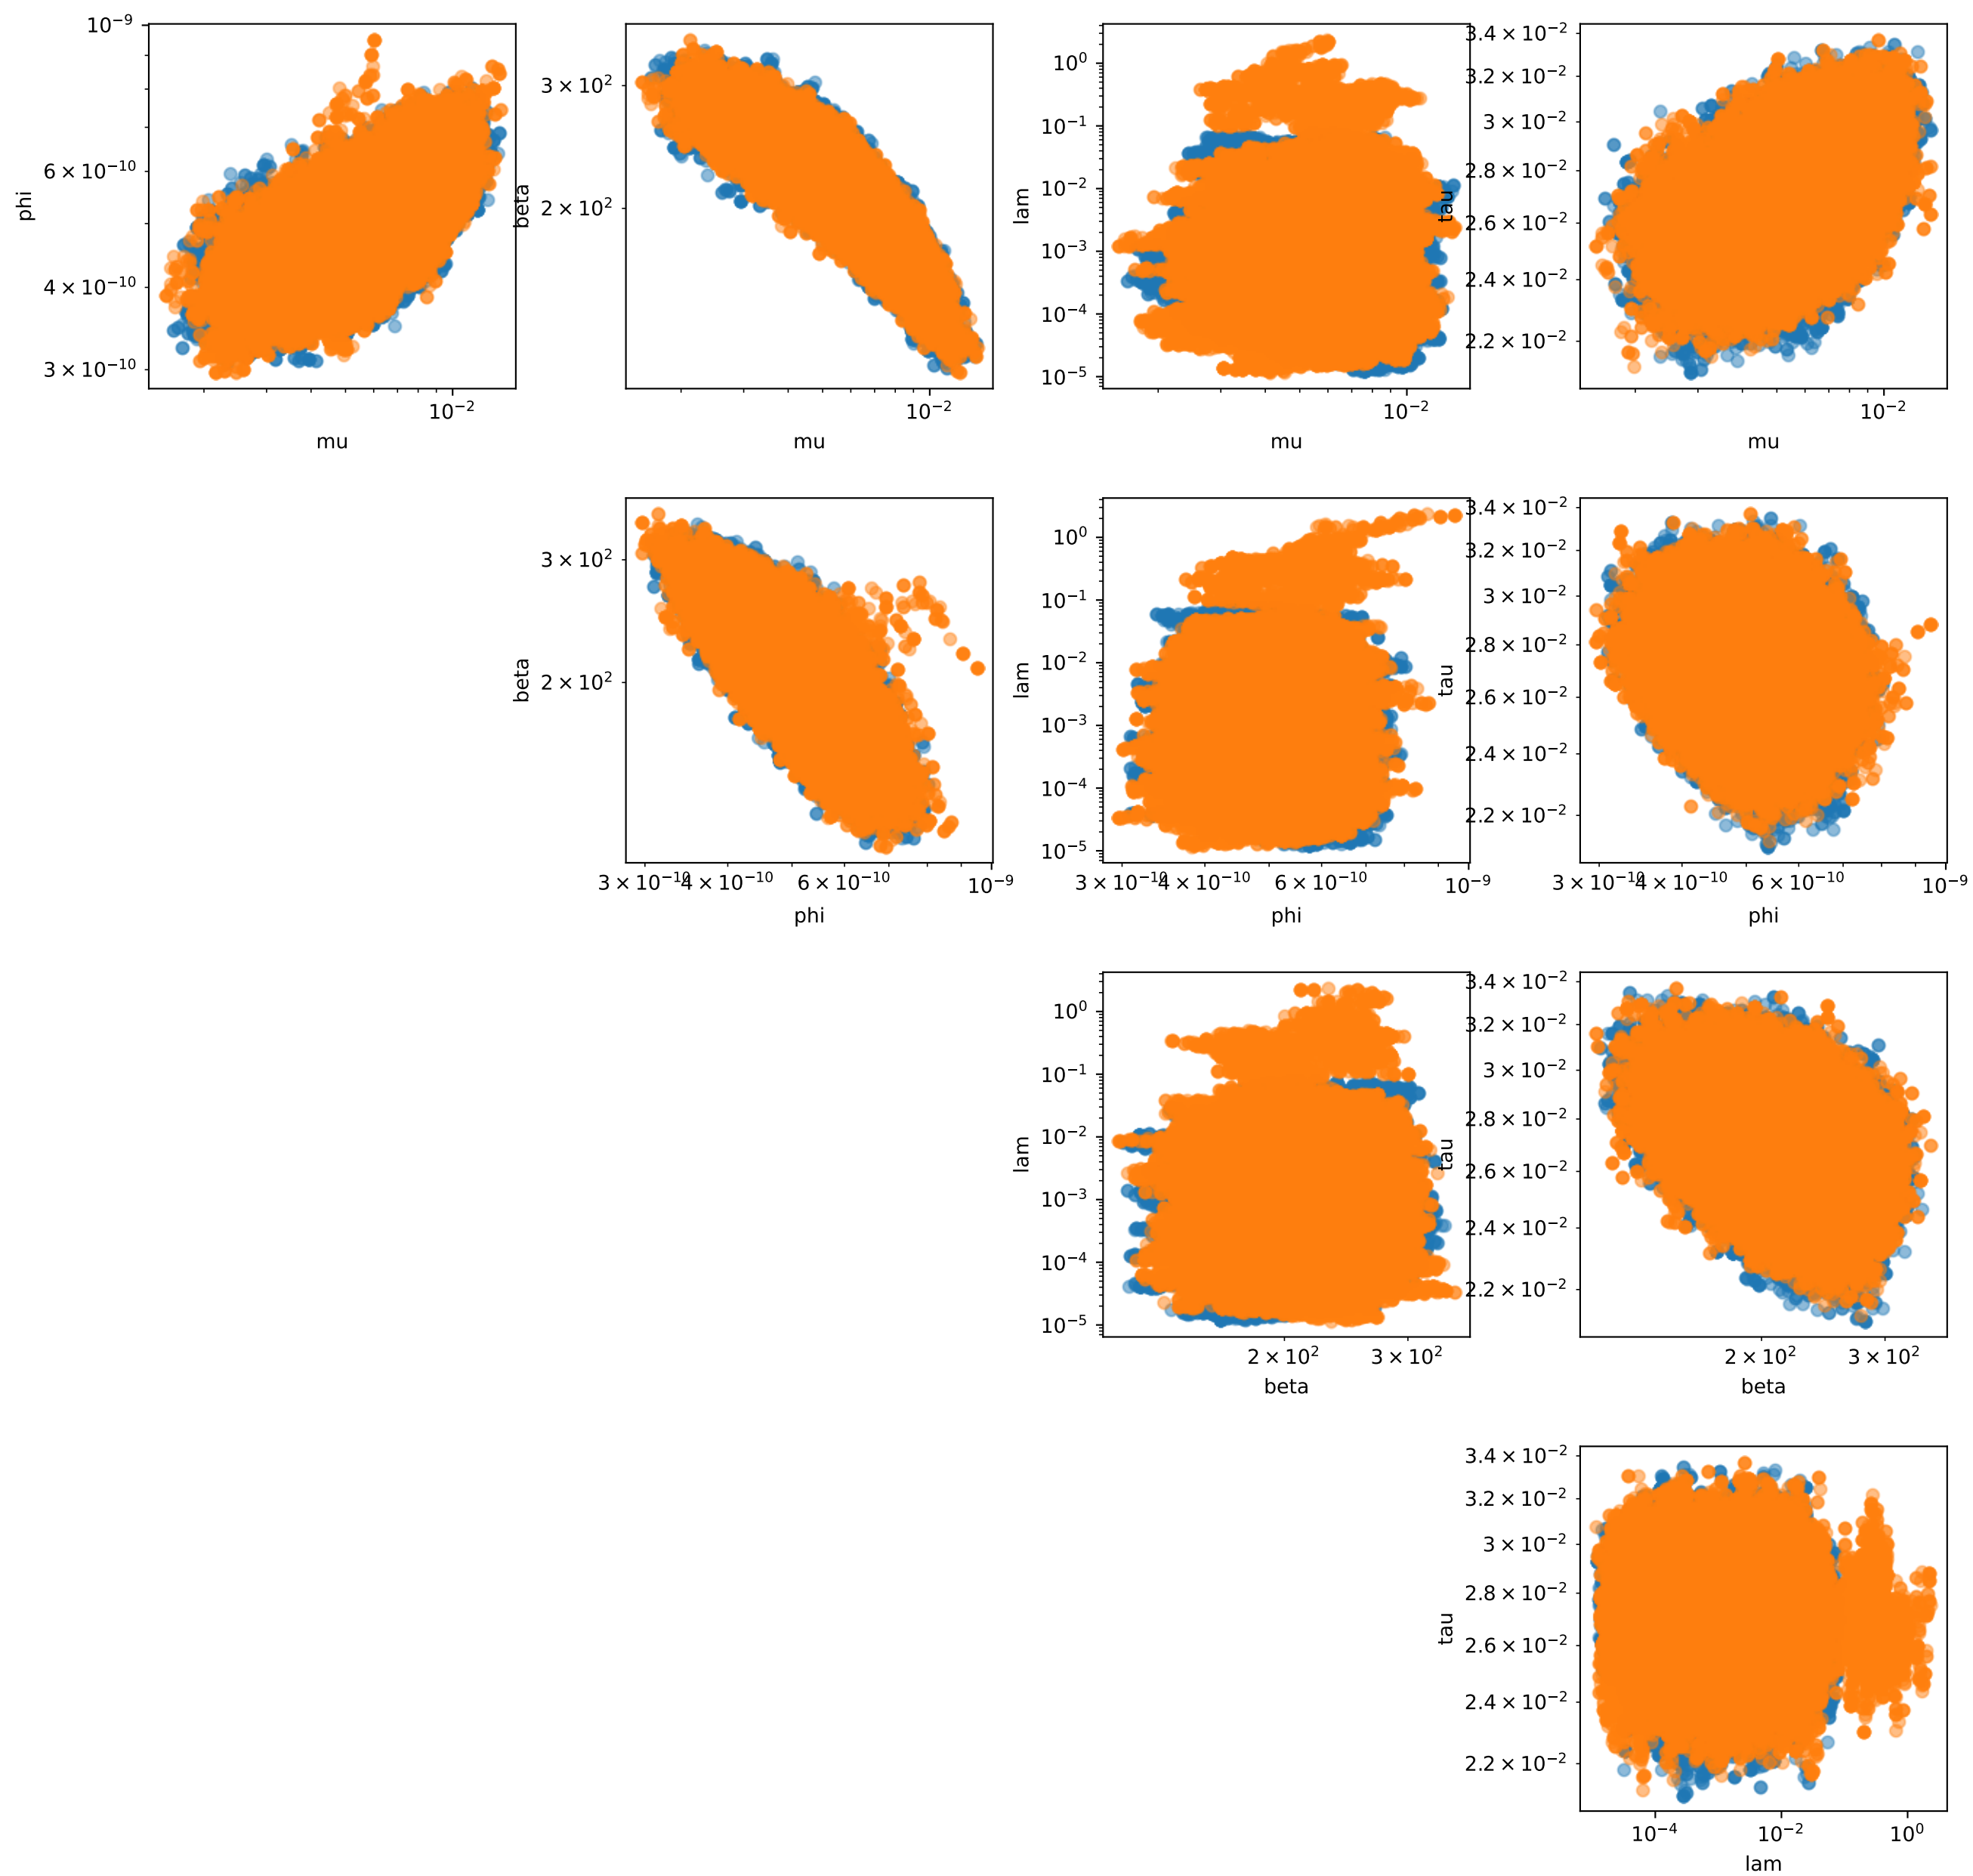 10⁻⁹
6 × 10⁻¹⁰
4 × 10⁻¹⁰
3 × 10⁻¹⁰
phi
10⁻²
mu
3 × 10²
2 × 10²
beta
10⁻²
mu
10⁰
10⁻¹
10⁻²
10⁻³
10⁻⁴
10⁻⁵
lam
10⁻²
mu
3.4 × 10⁻²
3.2 × 10⁻²
3 × 10⁻²
2.8 × 10⁻²
2.6 × 10⁻²
2.4 × 10⁻²
2.2 × 10⁻²
tau
10⁻²
mu
3 × 10²
2 × 10²
beta
3 × 10⁻¹⁰ 4 × 10⁻¹⁰ 6 × 10⁻¹⁰ 10⁻⁹
phi
10⁰
10⁻¹
10⁻²
10⁻³
10⁻⁴
10⁻⁵
lam
3 × 10⁻¹⁰ 4 × 10⁻¹⁰ 6 × 10⁻¹⁰ 10⁻⁹
phi
3.4 × 10⁻²
3.2 × 10⁻²
3 × 10⁻²
2.8 × 10⁻²
2.6 × 10⁻²
2.4 × 10⁻²
2.2 × 10⁻²
tau
3 × 10⁻¹⁰ 4 × 10⁻¹⁰ 6 × 10⁻¹⁰ 10⁻⁹
phi
10⁰
10⁻¹
10⁻²
10⁻³
10⁻⁴
10⁻⁵
lam
2 × 10² 3 × 10²
beta
3.4 × 10⁻²
3.2 × 10⁻²
3 × 10⁻²
2.8 × 10⁻²
2.6 × 10⁻²
2.4 × 10⁻²
2.2 × 10⁻²
tau
2 × 10² 3 × 10²
beta
3.4 × 10⁻²
3.2 × 10⁻²
3 × 10⁻²
2.8 × 10⁻²
2.6 × 10⁻²
2.4 × 10⁻²
2.2 × 10⁻²
tau
10⁻⁴ 10⁻² 10⁰
lam